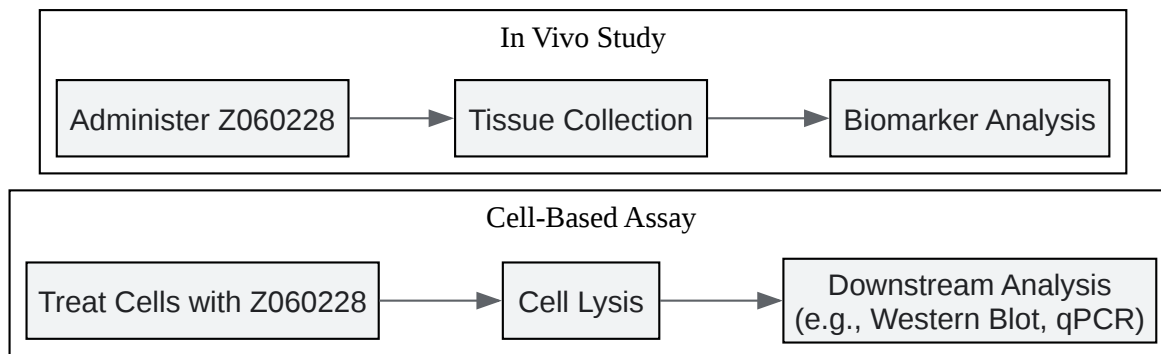 In Vivo Study
Administer Z060228
Tissue Collection
Biomarker Analysis
Cell-Based Assay
Treat Cells with Z060228
Cell Lysis
Downstream Analysis
(e.g., Western Blot, qPCR)